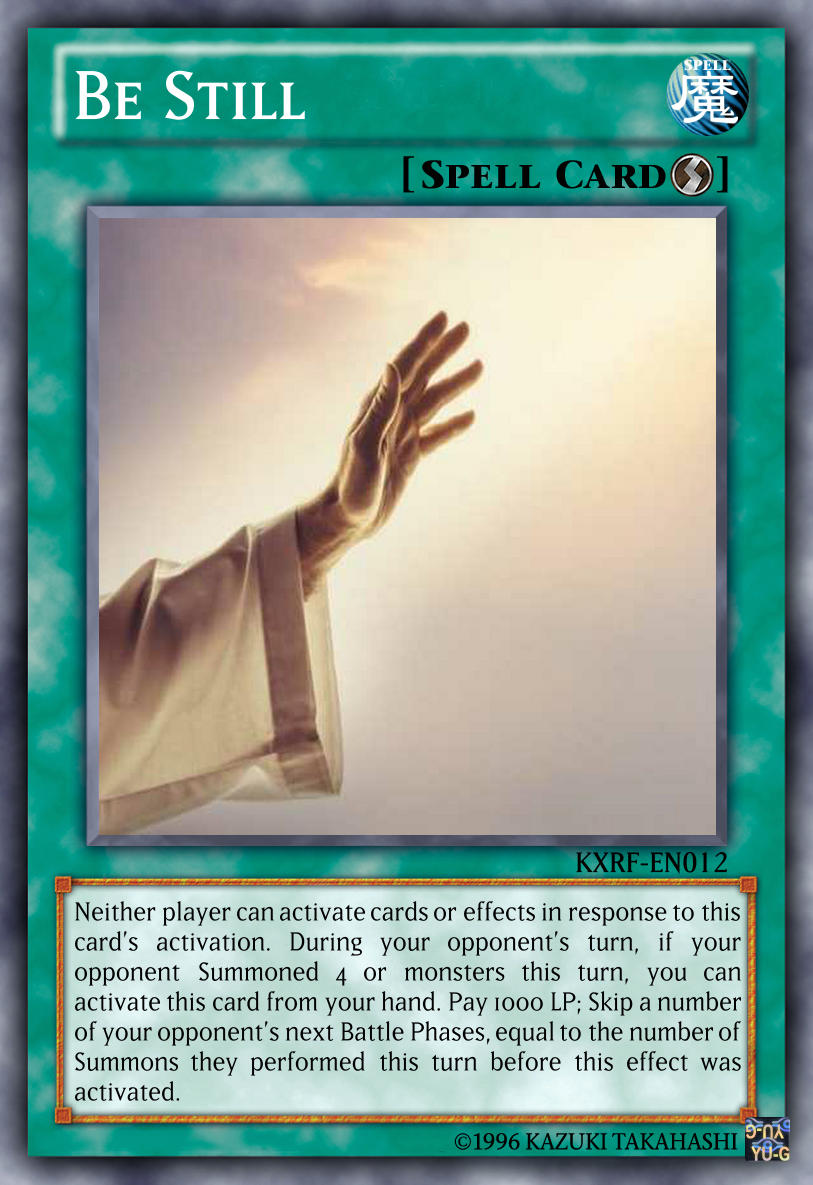 Be Still
SPELL
魔
[Spell Card]
KXRF-EN012
Neither player can activate cards or effects in response to this
card's activation. During your opponent's turn, if your
opponent Summoned 4 or monsters this turn, you can
activate this card from your hand. Pay 1000 LP; Skip a number
of your opponent's next Battle Phases, equal to the number of
Summons they performed this turn before this effect was
activated.
©1996 KAZUKI TAKAHASHI
YU-G
YU-G